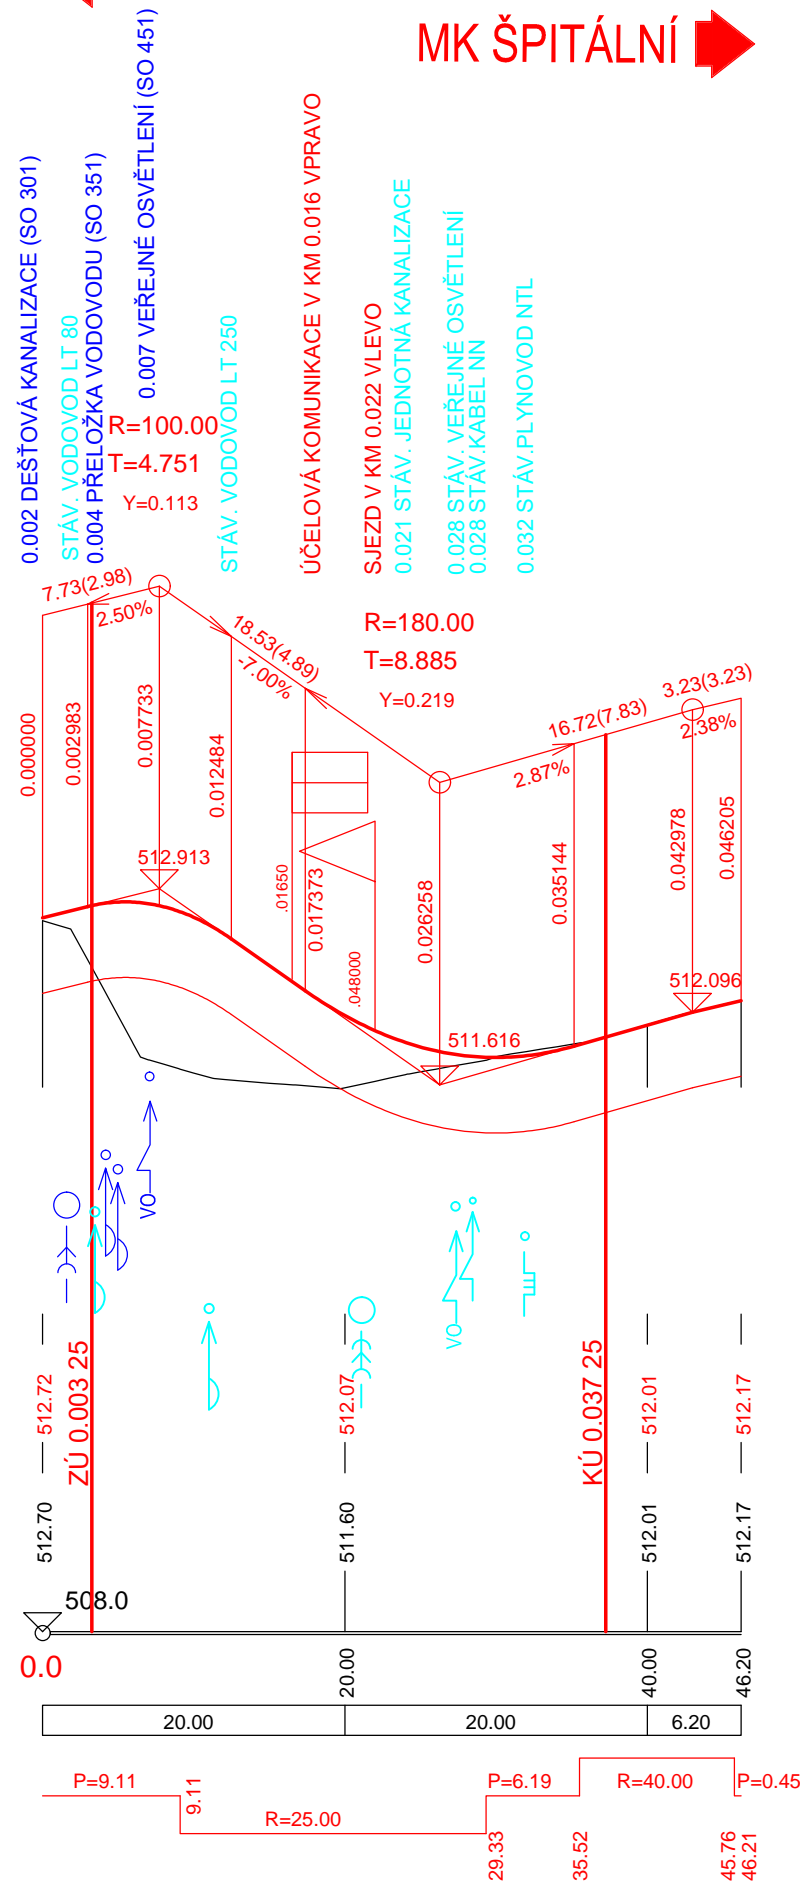 MK ŠPITÁLNÍ
0.002 DEŠŤOVÁ KANALIZACE (SO 301)
STÁV. VODOVOD LT 80
0.004 PŘELOŽKA VODOVODU (SO 351)
0.007 VEŘEJNÉ OSVĚTLENÍ (SO 451)
STÁV. VODOVOD LT 250
ÚČELOVÁ KOMUNIKACE V KM 0.016 VPRAVO
SJEZD V KM 0.022 VLEVO
0.021 STÁV. JEDNOTNÁ KANALIZACE
0.028 STÁV. VEŘEJNÉ OSVĚTLENÍ
0.028 STÁV.KABEL NN
0.032 STÁV.PLYNOVOD NTL
R=100.00
T=4.751
Y=0.113
R=180.00
T=8.885
Y=0.219
7.73(2.98)
2.50%
18.53(4.89)
-7.00%
16.72(7.83)
2.87%
3.23(3.23)
2.38%
0.000000
0.002983
0.007733
0.012484
.01650
0.017373
.048000
0.026258
0.035144
0.042978
0.046205
512.913
511.616
512.096
VO
VO
ZÚ 0.003 25
KÚ 0.037 25
512.72
512.07
512.01
512.17
512.70
511.60
512.01
512.17
508.0
0.0
20.00
40.00
46.20
20.00
20.00
6.20
P=9.11
9.11
R=25.00
P=6.19
R=40.00
P=0.45
29.33
35.52
45.76
46.21